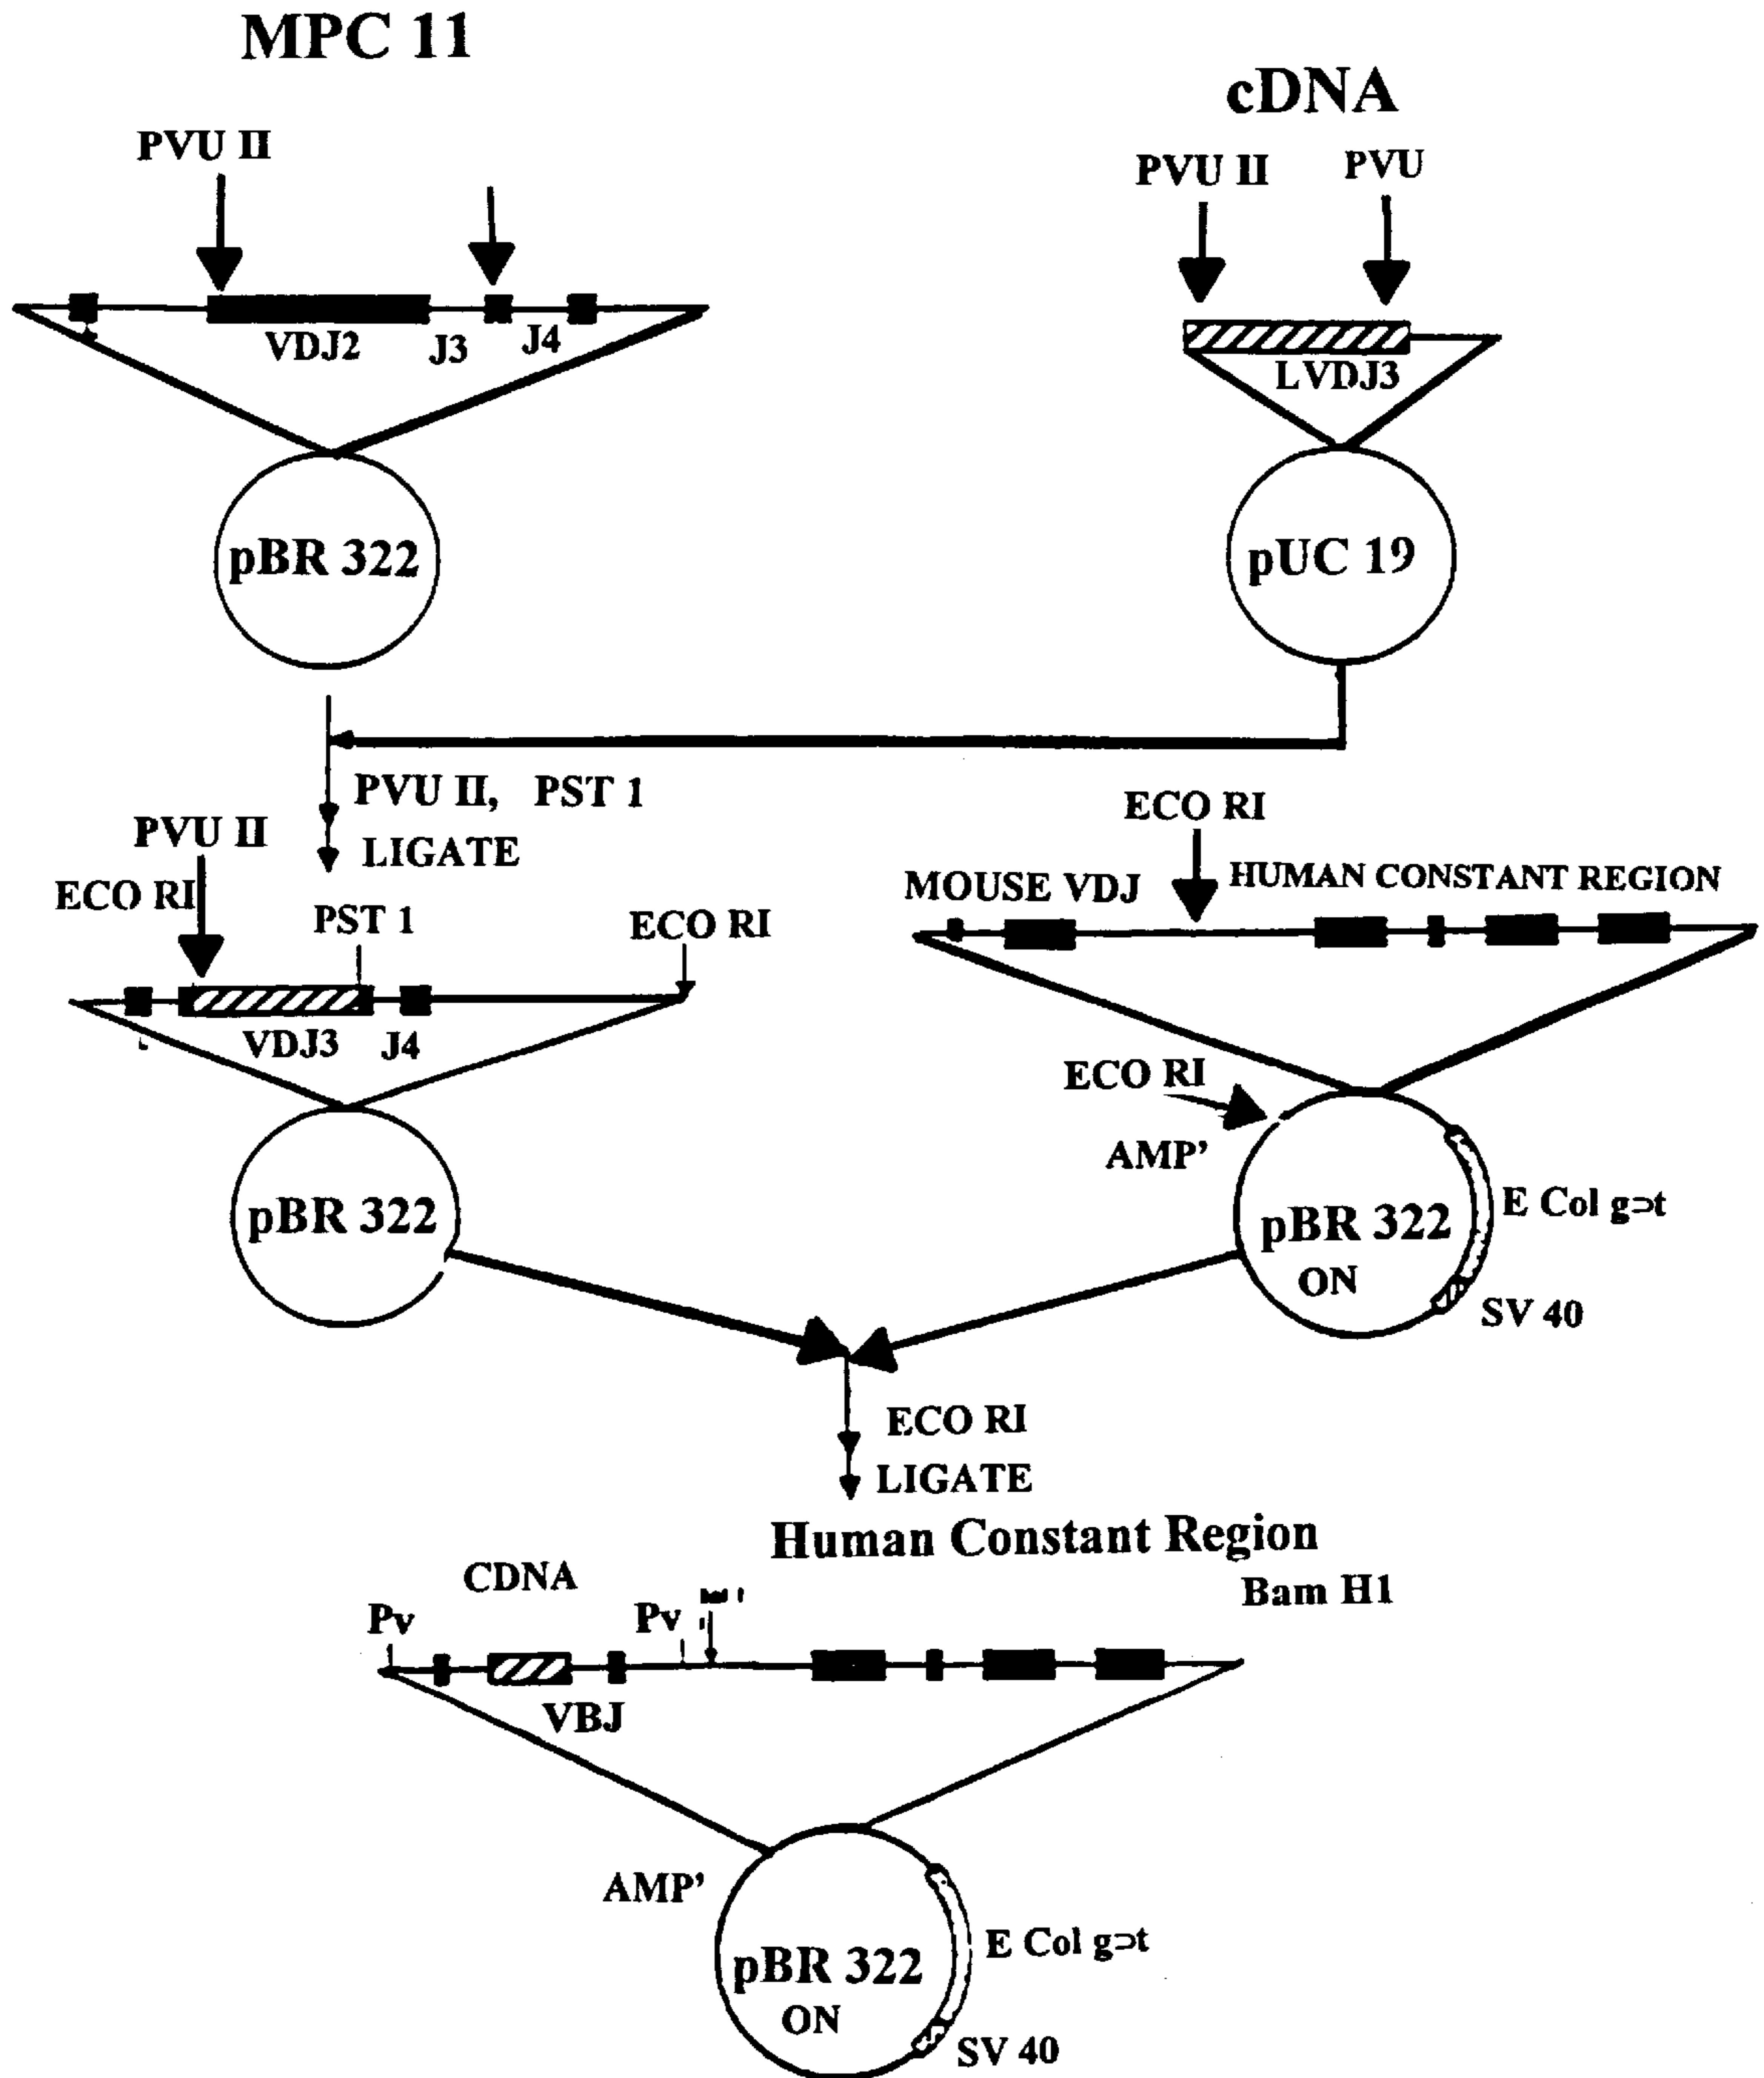 MPC 11
cDNA
PVU II
PVU II PVU
VDJ2 J3 J4
LVDJ3
pBR 322
pUC 19
PVU II, PST 1
LIGATE
PVU II
ECO RI
PST 1
ECO RI
VDJ3 J4
pBR 322
ECO RI
MOUSE VDJ HUMAN CONSTANT REGION
ECO RI
AMP'
pBR 322
ON
E Col g⊃t
SV 40
ECO RI
LIGATE
Human Constant Region
CDNA
Bam H1
Pv Pv
VBJ
AMP'
pBR 322
ON
E Col g⊃t
SV 40